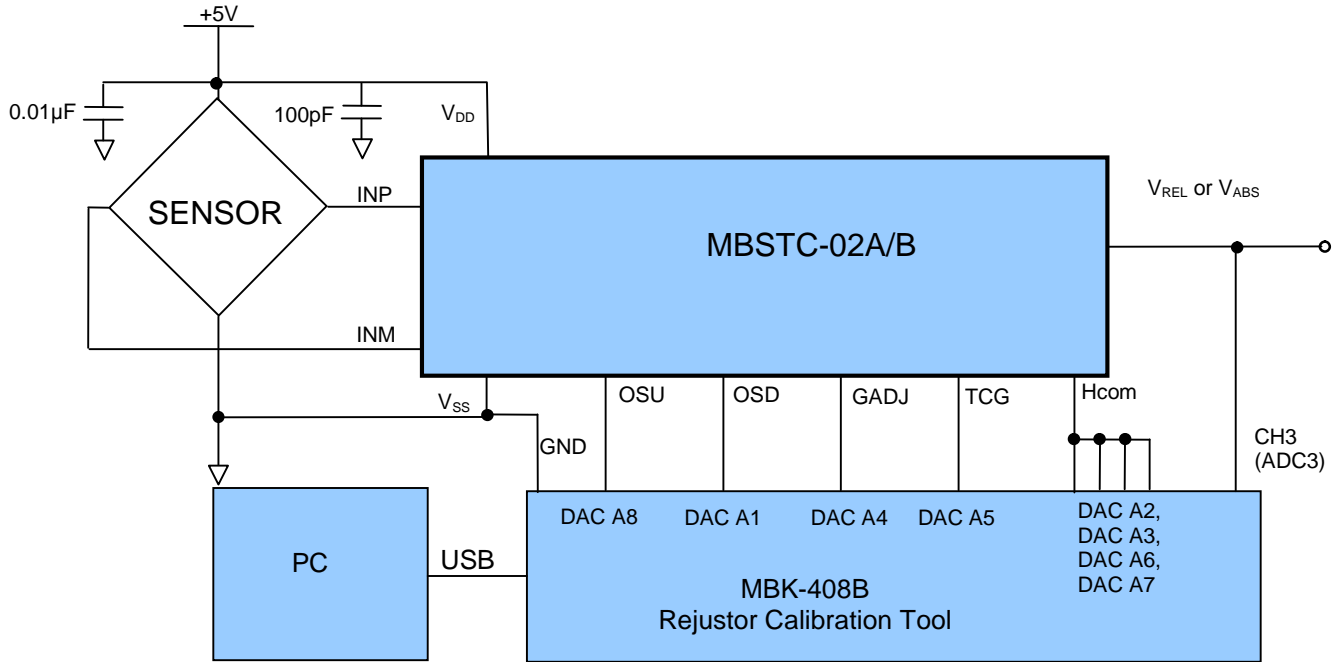 +5V
0.01µF
100pF
VDD
INP
VREL or VABS
SENSOR
MBSTC-02A/B
INM
VSS
OSU
OSD
GADJ
TCG
Hcom
GND
CH3
(ADC3)
DAC A8
DAC A1
DAC A4
DAC A5
DAC A2,
DAC A3,
DAC A6,
DAC A7
PC
USB
MBK-408B
Rejustor Calibration Tool